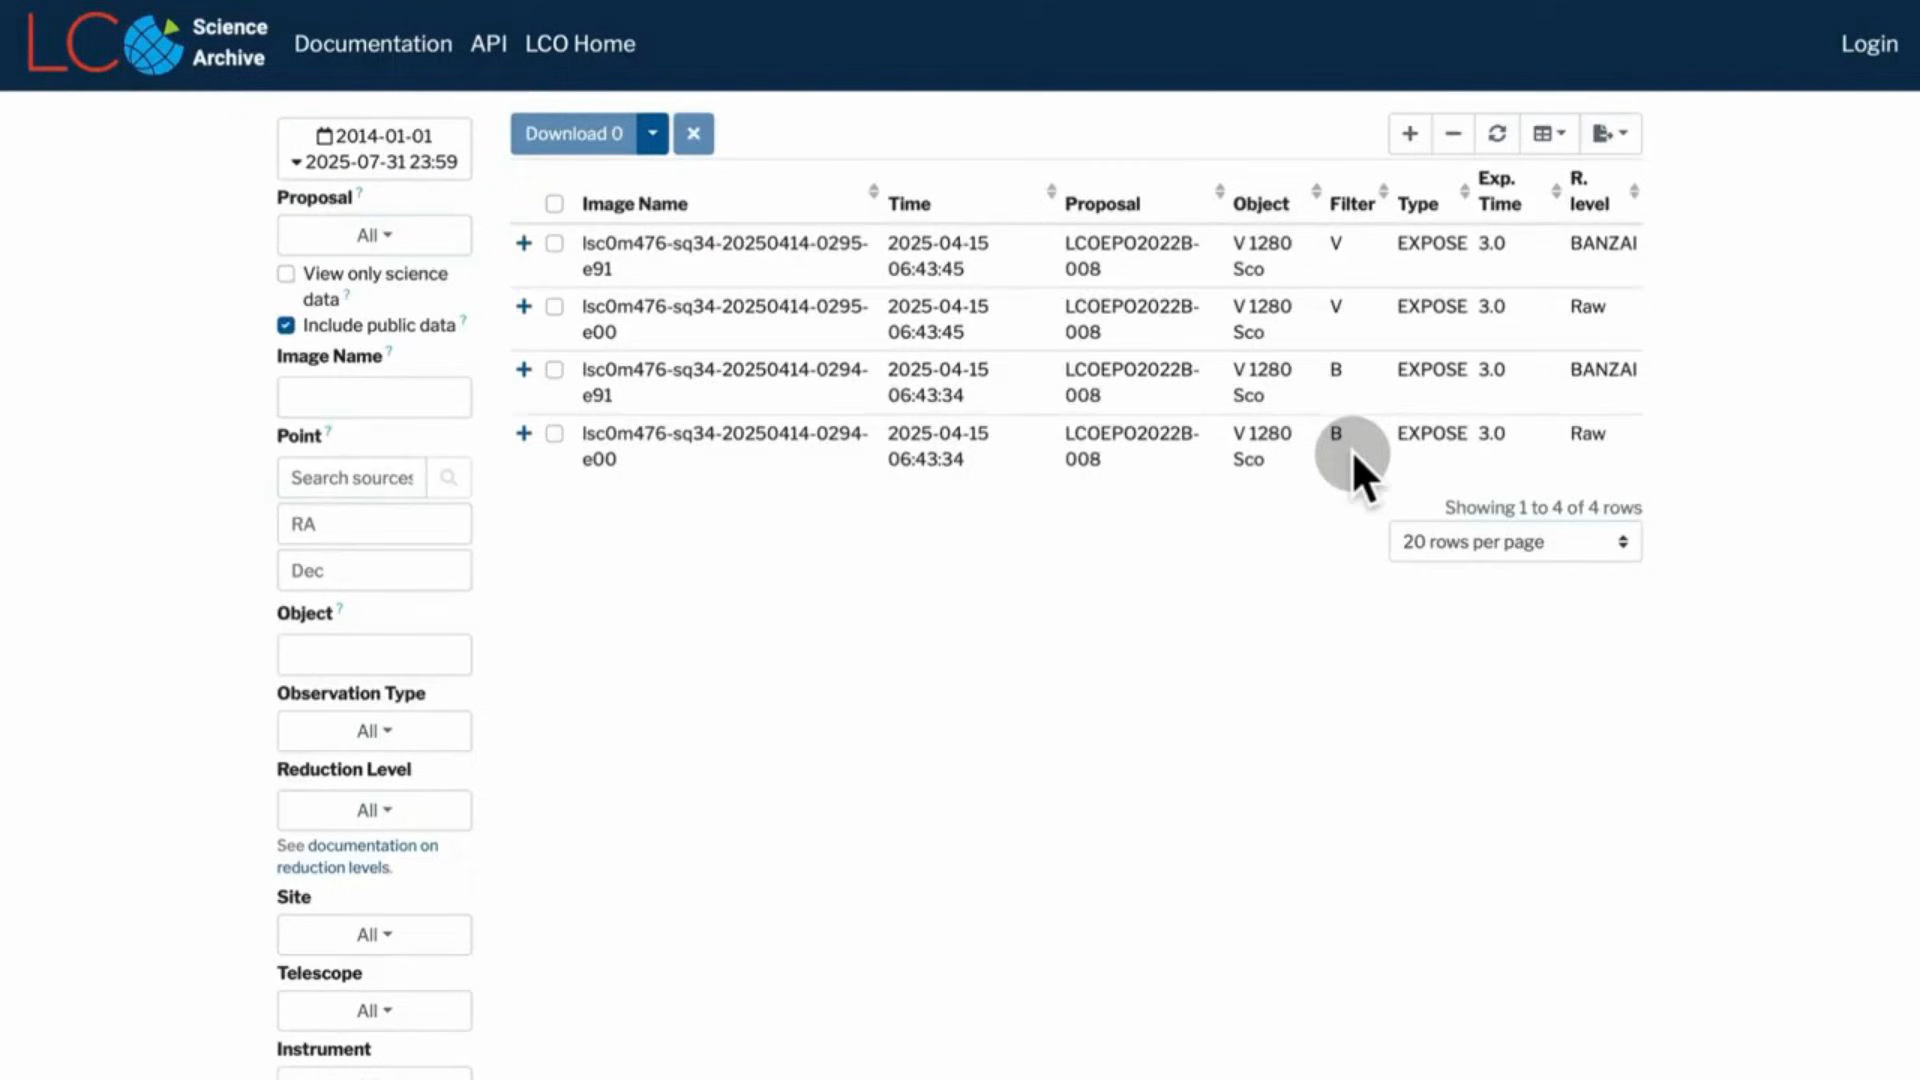 LCO Science Archive Documentation API LCO Home Login
2014-01-01
2025-07-31 23:59
Proposal ?
All
View only science
data ?
Include public data ?
Image Name ?
Point ?
Search sources
RA
Dec
Object ?
Observation Type
All
Reduction Level
All
See documentation on
reduction levels.
Site
All
Telescope
All
Instrument
Download 0
Image Name Time Proposal Object Filter Type Exp. Time R. level
lsc0m476-sq34-20250414-0295- 2025-04-15 LCOEPO2022B- V 1280 V EXPOSE 3.0 BANZAI
e91 06:43:45 008 Sco
lsc0m476-sq34-20250414-0295- 2025-04-15 LCOEPO2022B- V 1280 V EXPOSE 3.0 Raw
e00 06:43:45 008 Sco
lsc0m476-sq34-20250414-0294- 2025-04-15 LCOEPO2022B- V 1280 B EXPOSE 3.0 BANZAI
e91 06:43:34 008 Sco
lsc0m476-sq34-20250414-0294- 2025-04-15 LCOEPO2022B- V 1280 B EXPOSE 3.0 Raw
e00 06:43:34 008 Sco
Showing 1 to 4 of 4 rows
20 rows per page